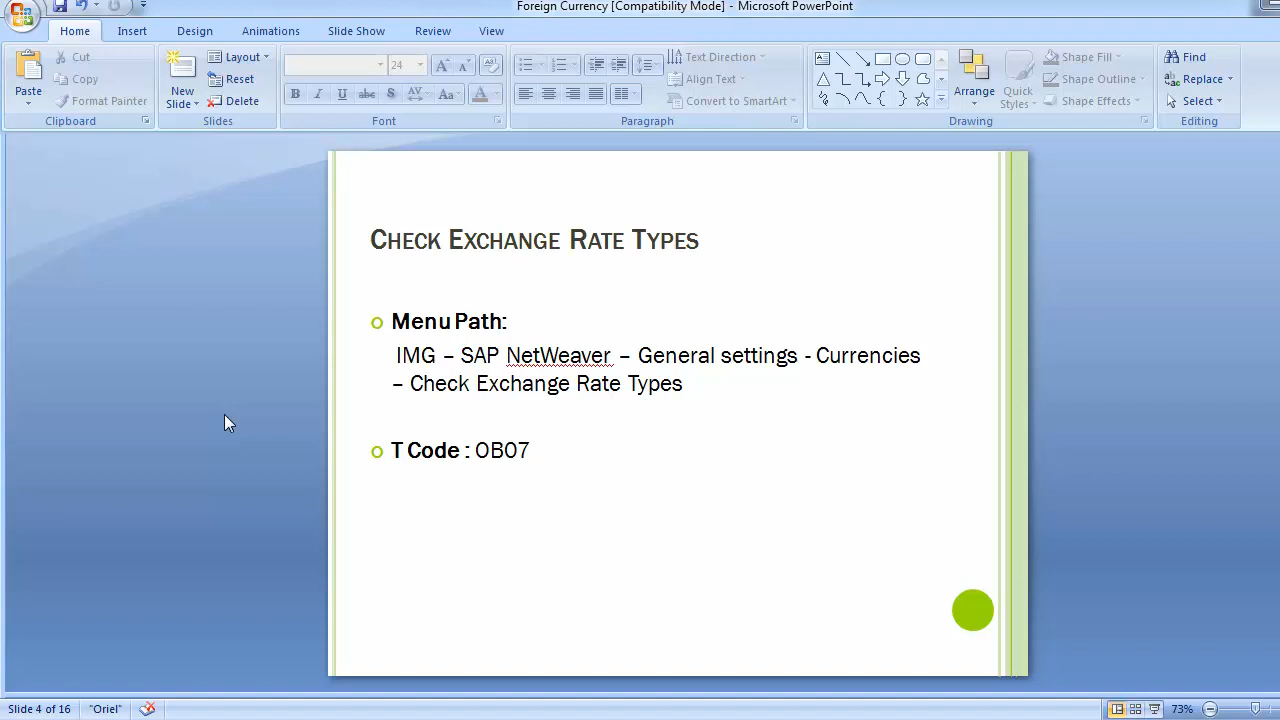 Foreign Currency [Compatibility Mode] - Microsoft PowerPoint
Home Insert Design Animations Slide Show Review View
Paste
Cut
Copy
Format Painter
Clipboard
New Slide
Layout
Reset
Delete
Slides
24
B I U abc S AV Aa A
Font
Text Direction
Align Text
Convert to SmartArt
Paragraph
Arrange
Quick Styles
Shape Fill
Shape Outline
Shape Effects
Drawing
Find
Replace
Select
Editing
CHECK EXCHANGE RATE TYPES
Menu Path:
IMG – SAP NetWeaver – General settings - Currencies
– Check Exchange Rate Types
T Code : OB07
Slide 4 of 16 "Oriel" 73%